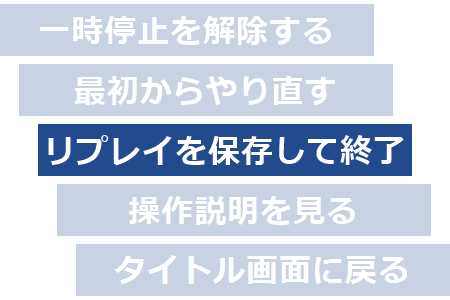 一時停止を解除する
最初からやり直す
リプレイを保存して終了
操作説明を見る
タイトル画面に戻る